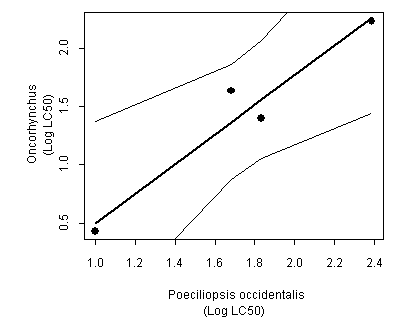 Oncorhynchus
(Log LC50)
2.0
1.5
1.0
0.5
1.0 1.2 1.4 1.6 1.8 2.0 2.2 2.4
Poeciliopsis occidentalis
(Log LC50)